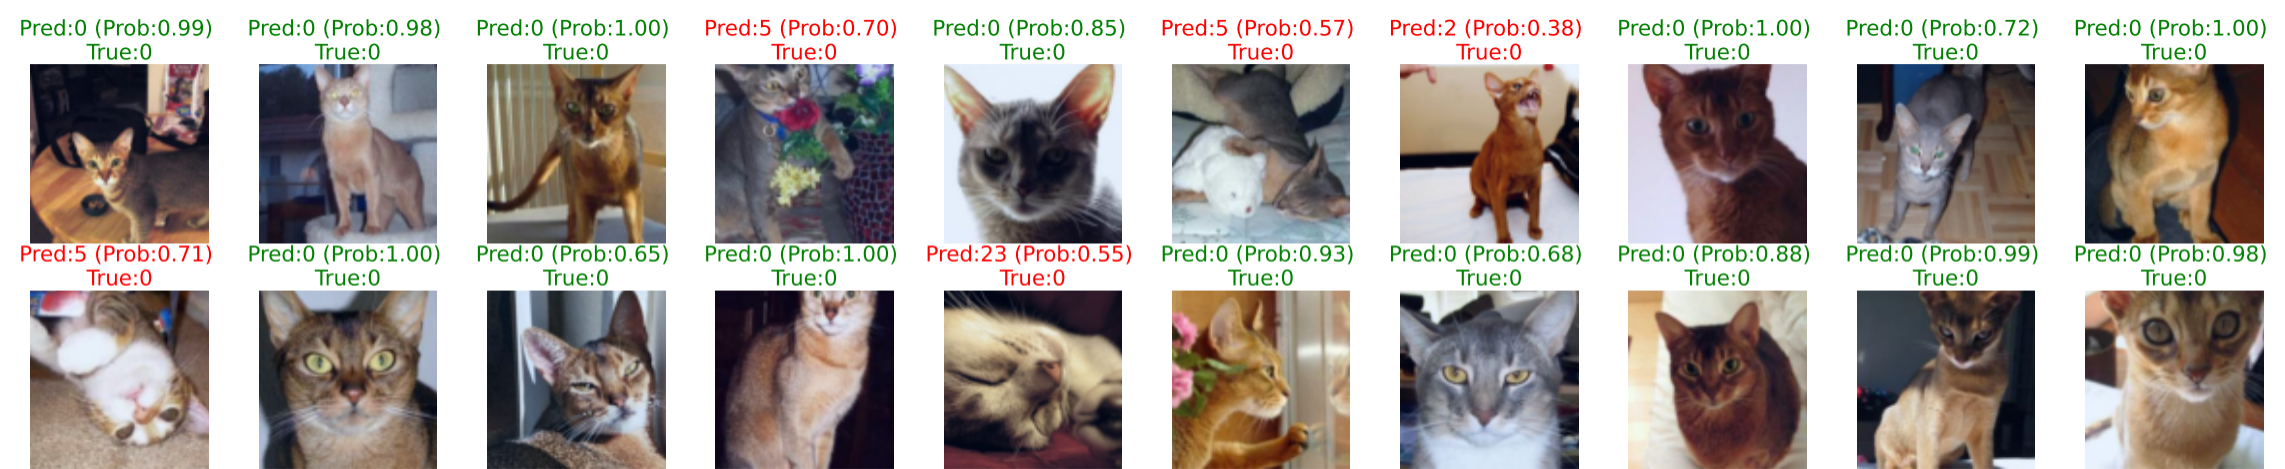 Pred:0 (Prob:0.99) Pred:0 (Prob:0.98) Pred:0 (Prob:1.00) Pred:5 (Prob:0.70) Pred:0 (Prob:0.85) Pred:5 (Prob:0.57) Pred:2 (Prob:0.38) Pred:0 (Prob:1.00) Pred:0 (Prob:0.72) Pred:0 (Prob:1.00)
True:0 True:0 True:0 True:0 True:0 True:0 True:0 True:0 True:0 True:0
Pred:5 (Prob:0.71) Pred:0 (Prob:1.00) Pred:0 (Prob:0.65) Pred:0 (Prob:1.00) Pred:23 (Prob:0.55) Pred:0 (Prob:0.93) Pred:0 (Prob:0.68) Pred:0 (Prob:0.88) Pred:0 (Prob:0.99) Pred:0 (Prob:0.98)
True:0 True:0 True:0 True:0 True:0 True:0 True:0 True:0 True:0 True:0